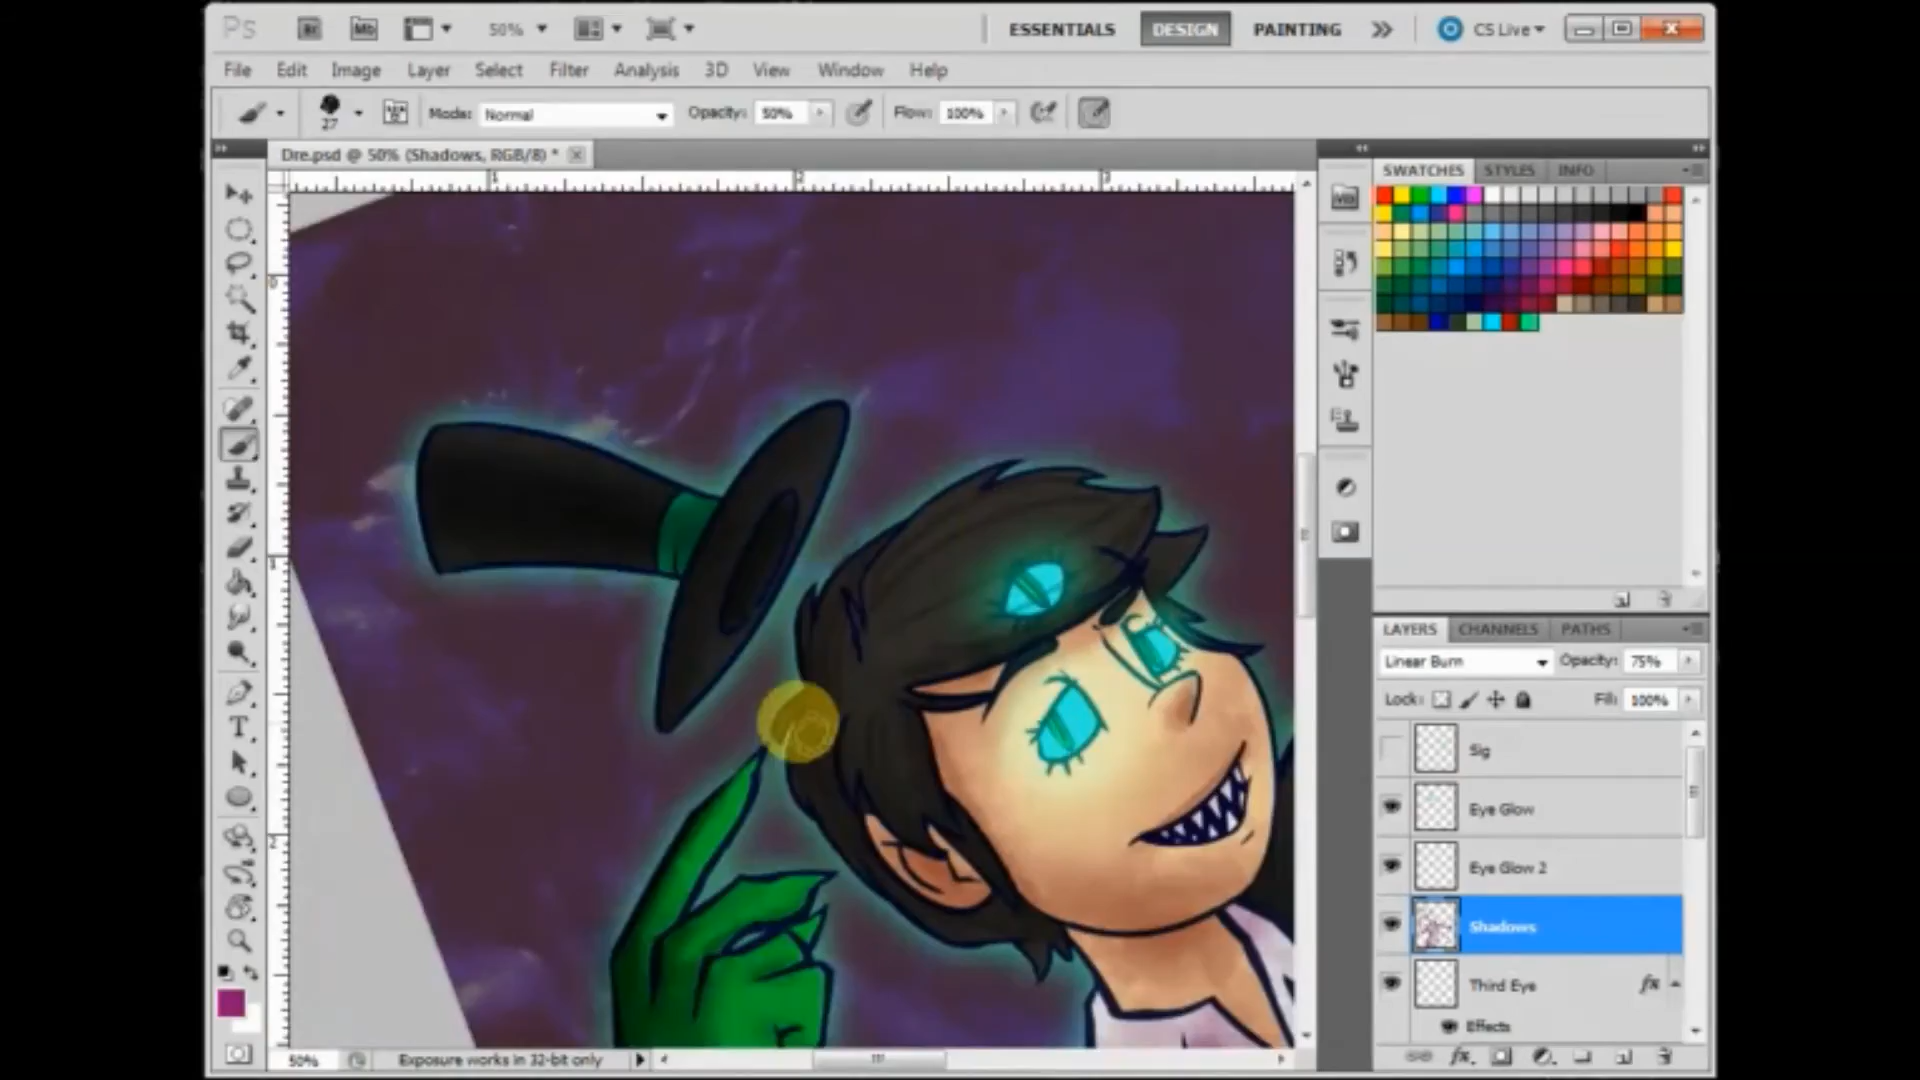 Ps Br Mb 50% ESSENTIALS DESIGN PAINTING CS Live
File Edit Image Layer Select Filter Analysis 3D View Window Help
27 Mode: Normal Opacity: 50% Flow: 100%
Dre.psd @ 50% (Shadows, RGB/8) *
SWATCHES STYLES INFO
LAYERS CHANNELS PATHS
Linear Burn Opacity: 75%
Lock: Fill: 100%
Sig
Eye Glow
Eye Glow 2
Shadows
Third Eye fx
Effects
50% Exposure works in 32-bit only